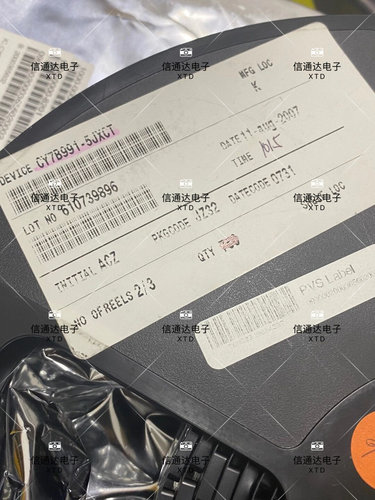 信通达电子
XTD
MFG LOC
K
DEVICE CY7B991-5JXCT
DATE 11-aug-2007
TIME 1015
LOT NO 610739896
PKGCODE JZ32
DATECODE 0731
INITIAL ACZ
QTY
NO OFREELS 2/3
PVS Label